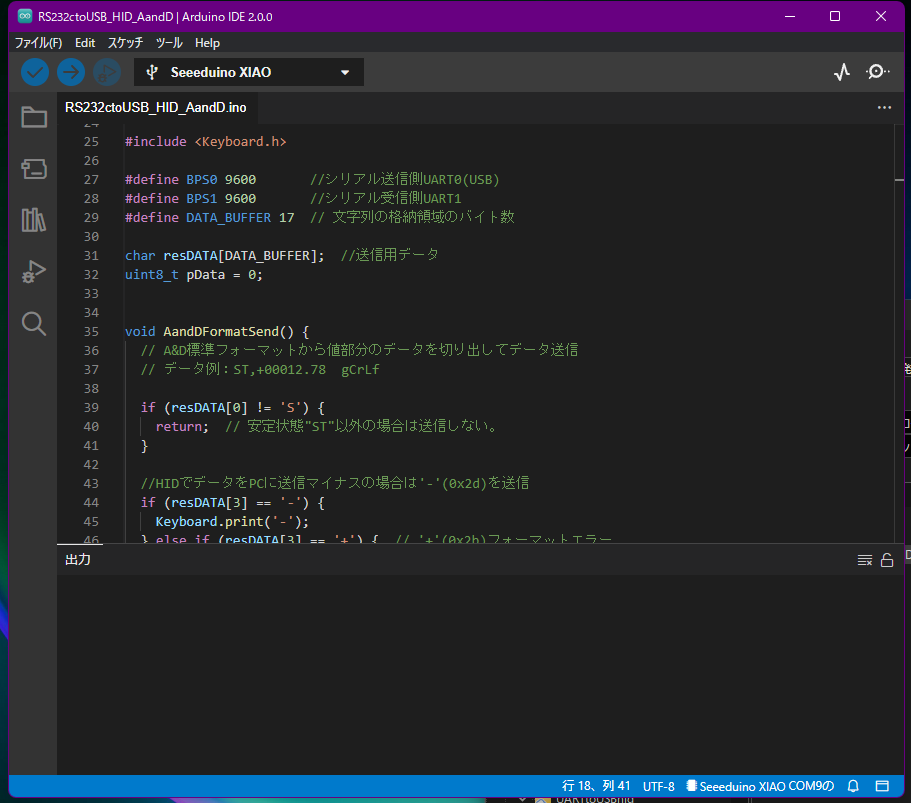 RS232ctoUSB_HID_AandD | Arduino IDE 2.0.0
ファイル(F) Edit スケッチ ツール Help
Seeeduino XIAO
RS232ctoUSB_HID_AandD.ino
24
25 #include <Keyboard.h>
26
27 #define BPS0 9600 //シリアル送信側UART0(USB)
28 #define BPS1 9600 //シリアル受信側UART1
29 #define DATA_BUFFER 17 // 文字列の格納領域のバイト数
30
31 char resDATA[DATA_BUFFER]; //送信用データ
32 uint8_t pData = 0;
33
34
35 void AandDFormatSend() {
36 // A&D標準フォーマットから値部分のデータを切り出してデータ送信
37 // データ例：ST,+00012.78 gCrLf
38
39 if (resDATA[0] != 'S') {
40 return; // 安定状態"ST"以外の場合は送信しない。
41 }
42
43 //HIDでデータをPCに送信マイナスの場合は'-'(0x2d)を送信
44 if (resDATA[3] == '-') {
45 Keyboard.print('-');
46 } else if (resDATA[3] == '+') { // '+'(0x2b)フォーマットエラー
出力
行 18、列 41 UTF-8 Seeeduino XIAO COM9の
UARTtoUSBhid